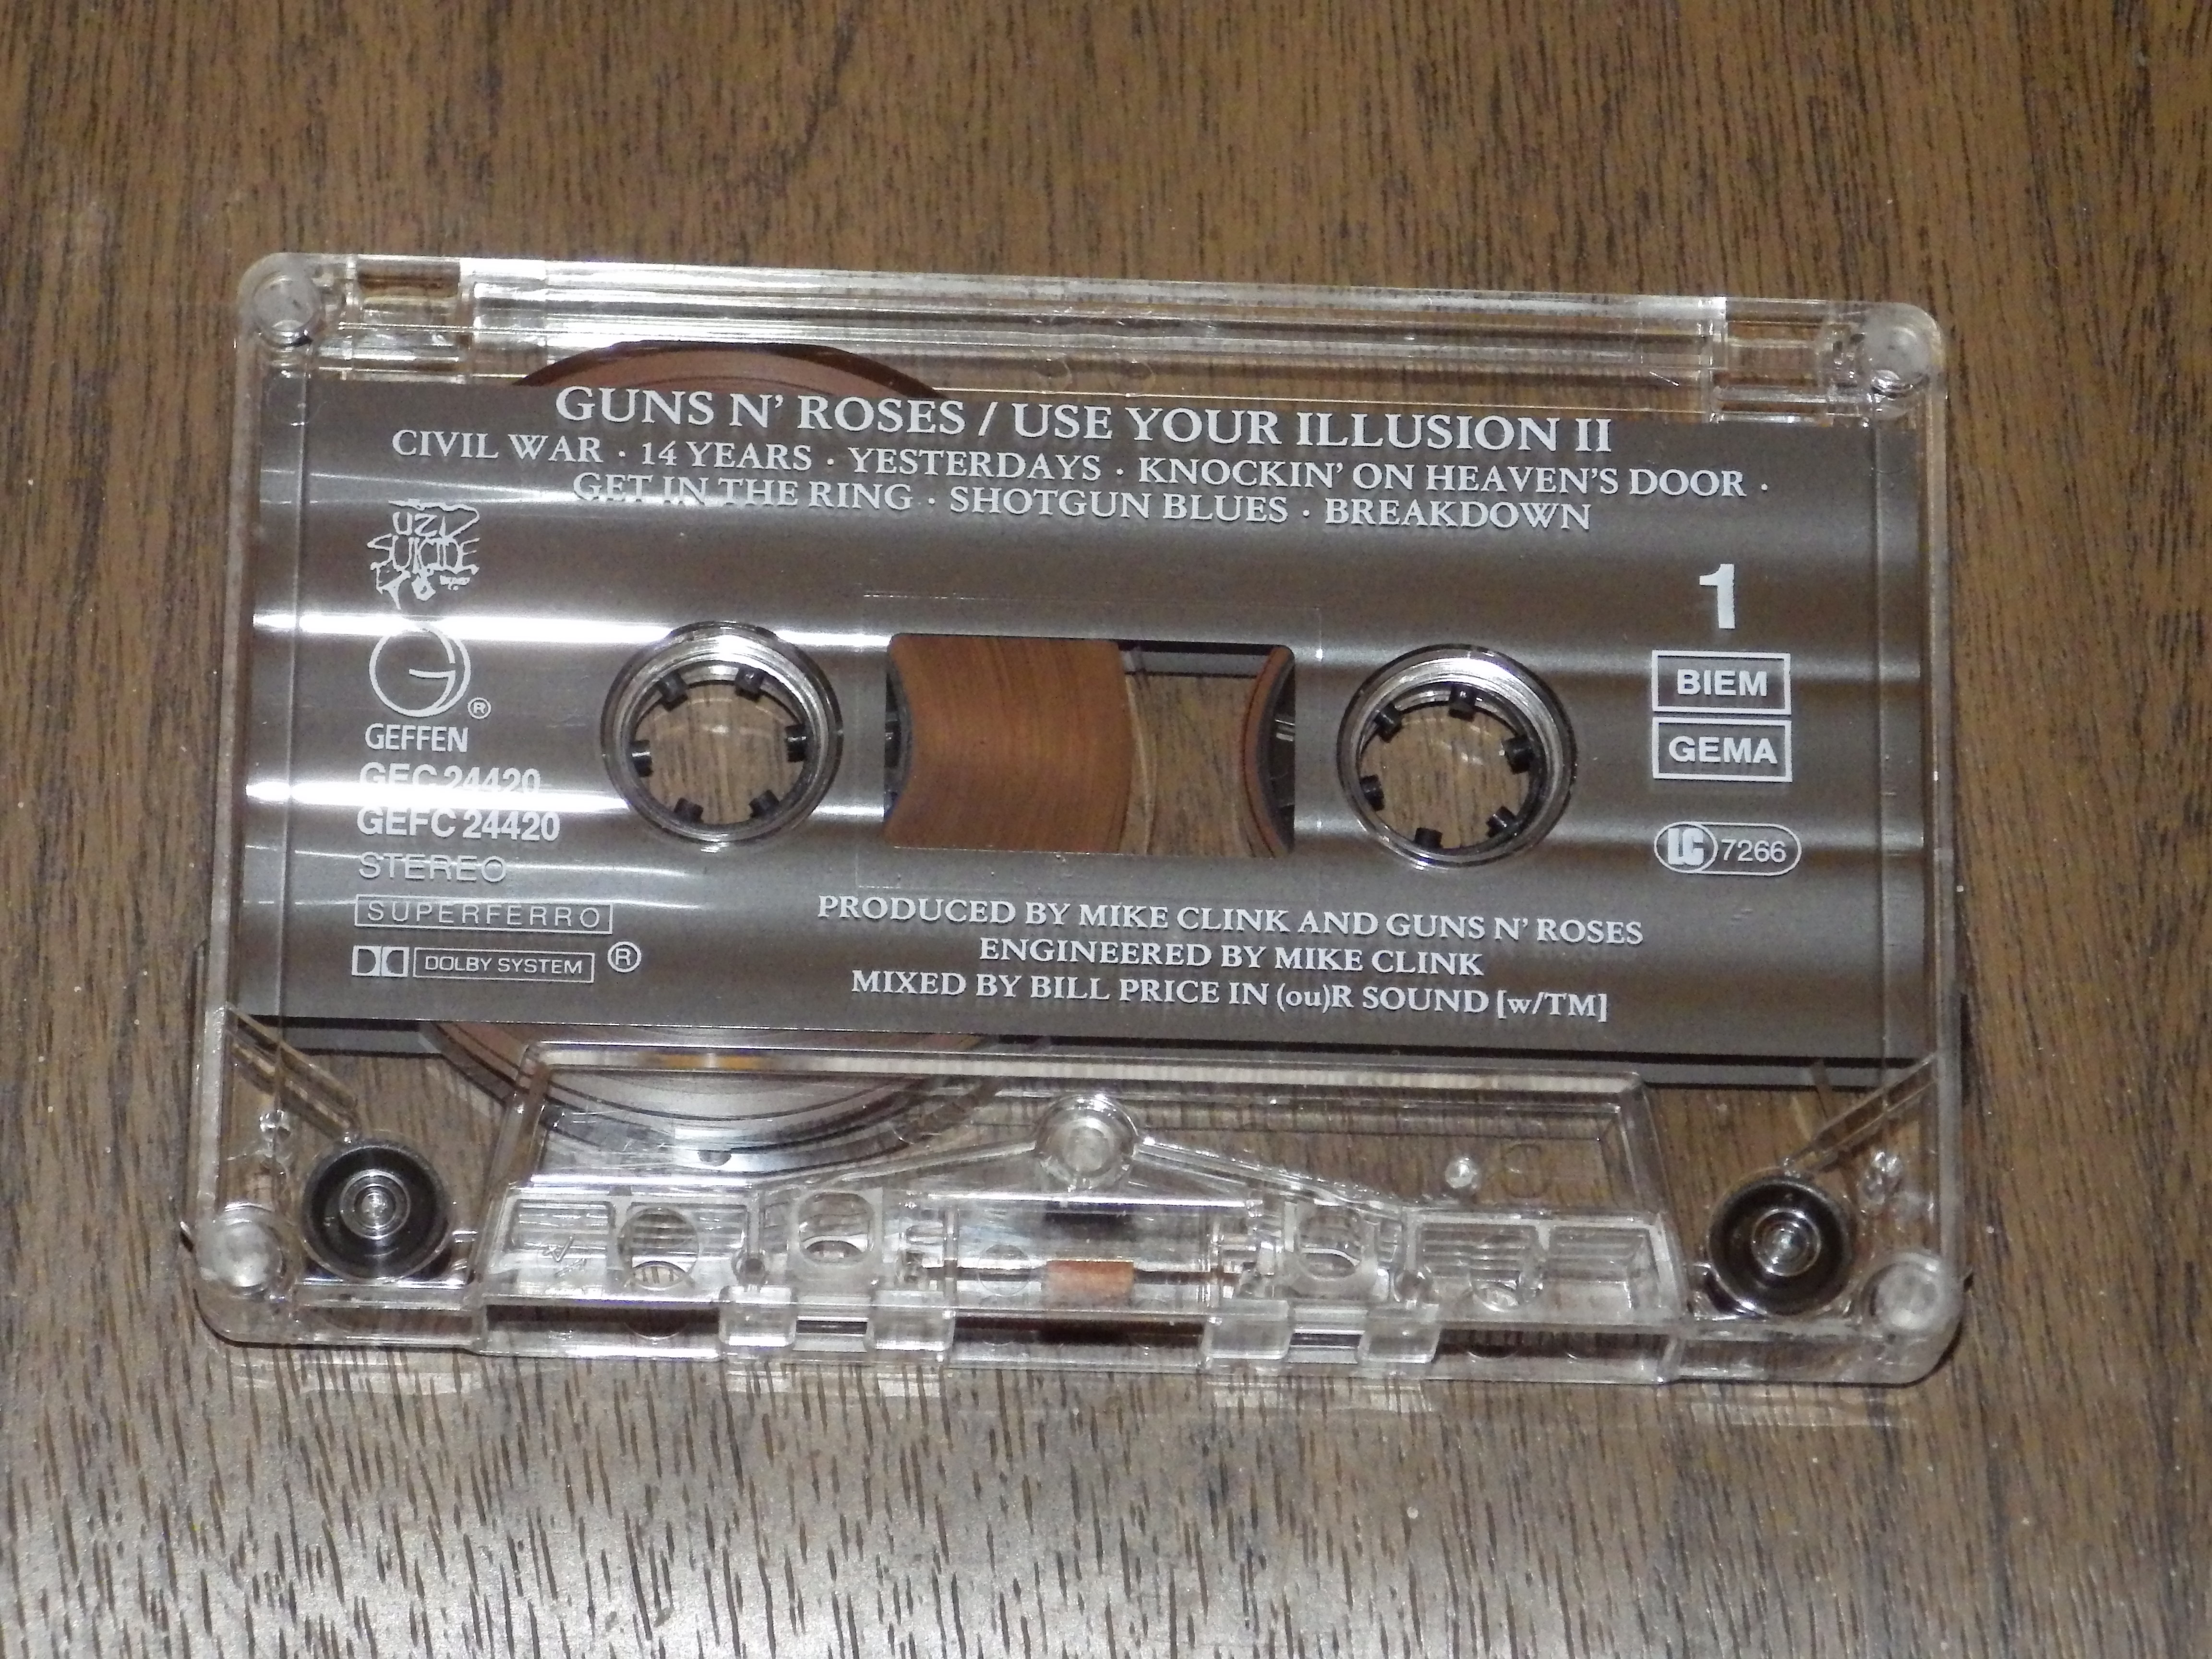 GUNS N' ROSES / USE YOUR ILLUSION II
CIVIL WAR · 14 YEARS · YESTERDAYS · KNOCKIN' ON HEAVEN'S DOOR ·
GET IN THE RING · SHOTGUN BLUES · BREAKDOWN
UZI
SUICIDE
1
G ®
GEFFEN
GEC 24420
GEFC 24420
STEREO
SUPERFERRO
DOLBY SYSTEM ®
BIEM
GEMA
LC 7266
PRODUCED BY MIKE CLINK AND GUNS N' ROSES
ENGINEERED BY MIKE CLINK
MIXED BY BILL PRICE IN (ou)R SOUND [w/TM]